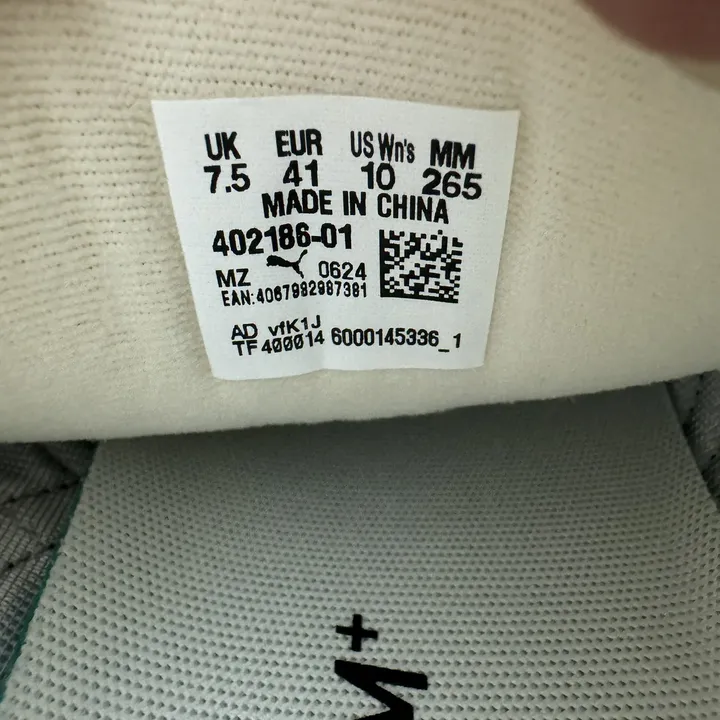 UK EUR US Wn's MM
7.5 41 10 265
MADE IN CHINA
402186-01
MZ 0624
EAN:4067982987381
AD vfK1J
TF 400014 6000145336_1
M+